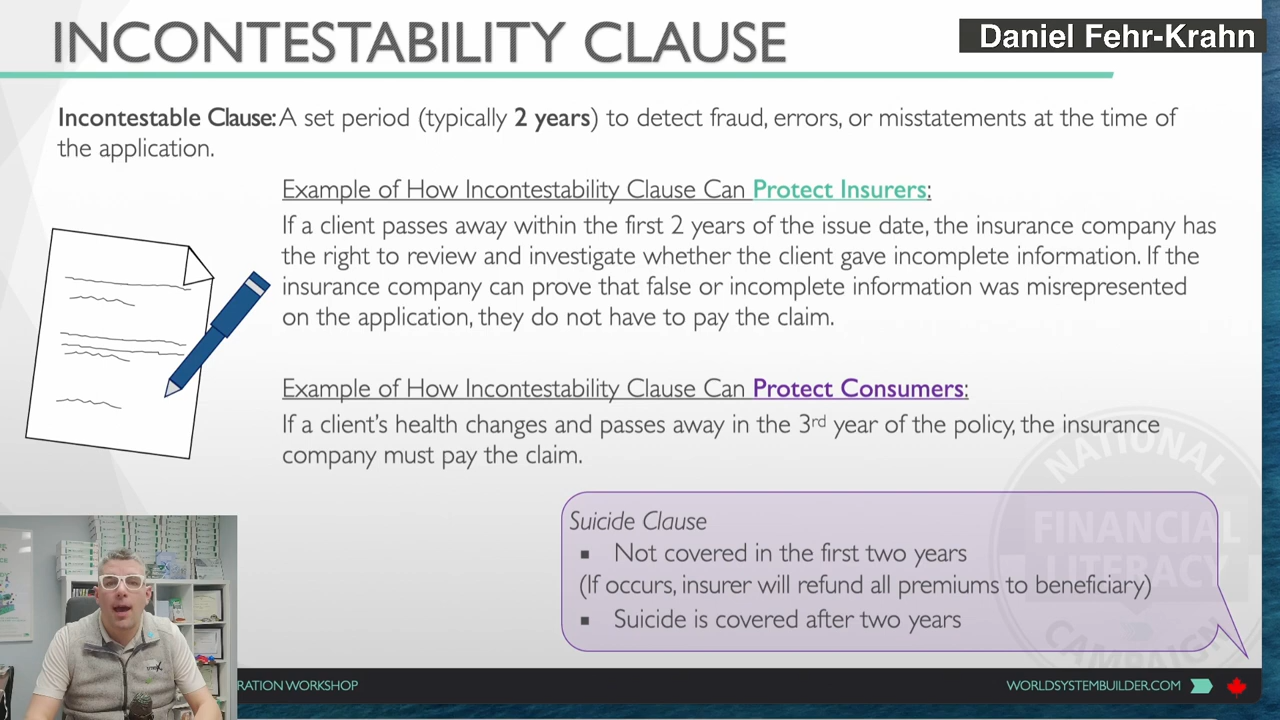 INCONTESTABILITY CLAUSE
Daniel Fehr-Krahn
Incontestable Clause: A set period (typically 2 years) to detect fraud, errors, or misstatements at the time of
the application.
Example of How Incontestability Clause Can Protect Insurers:
If a client passes away within the first 2 years of the issue date, the insurance company has
the right to review and investigate whether the client gave incomplete information. If the
insurance company can prove that false or incomplete information was misrepresented
on the application, they do not have to pay the claim.
Example of How Incontestability Clause Can Protect Consumers:
If a client's health changes and passes away in the 3rd year of the policy, the insurance
company must pay the claim.
NATIONAL
FINANCIAL
LITERACY
CAMPAIGN
Suicide Clause
▪ Not covered in the first two years
(If occurs, insurer will refund all premiums to beneficiary)
▪ Suicide is covered after two years
RATION WORKSHOP
WORLDSYSTEMBUILDER.COM